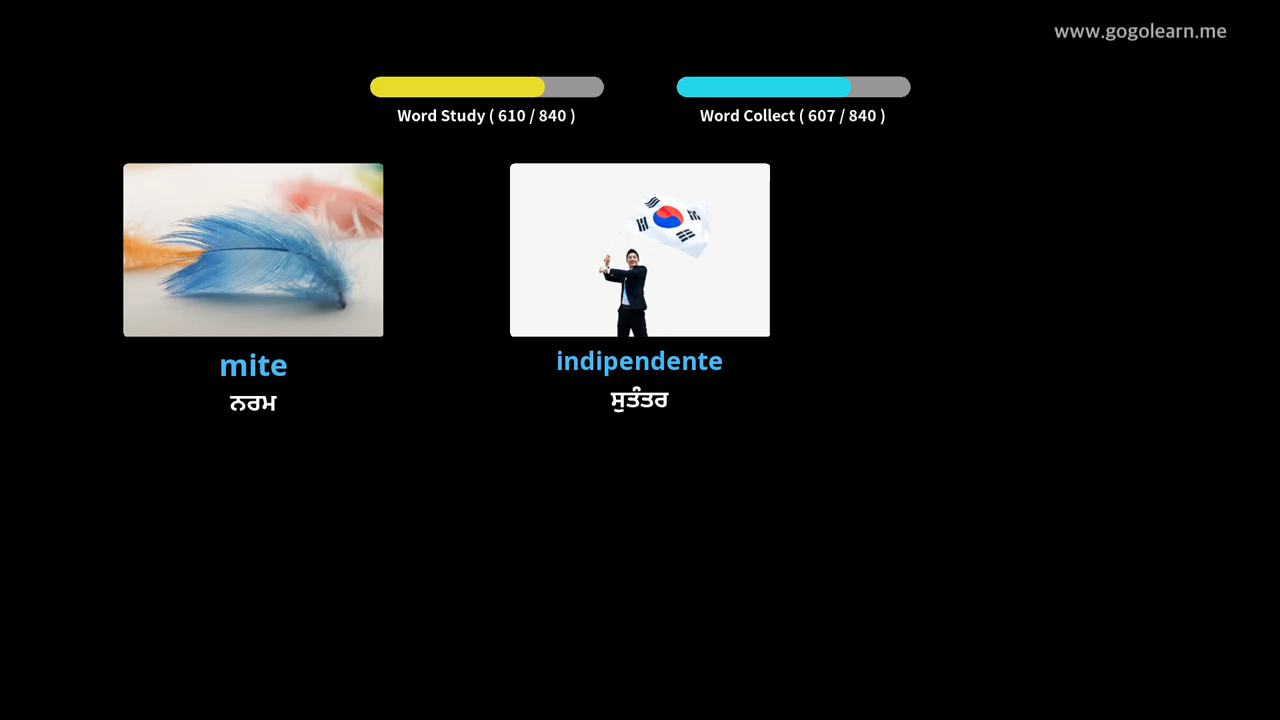 www.gogolearn.me
Word Study ( 610 / 840 )
Word Collect ( 607 / 840 )
mite
ਨਰਮ
indipendente
ਸੁਤੰਤਰ